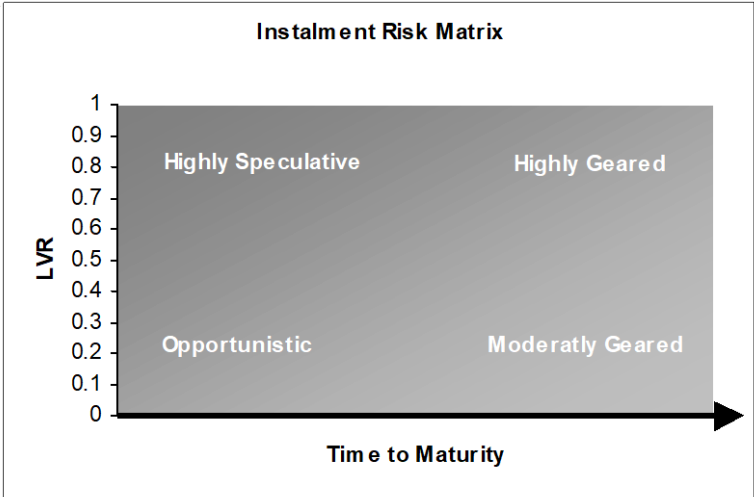 Instalment Risk Matrix
1
0.9
0.8
0.7
0.6
0.5
0.4
0.3
0.2
0.1
0
LVR
Highly Speculative
Highly Geared
Opportunistic
Moderatly Geared
Time to Maturity